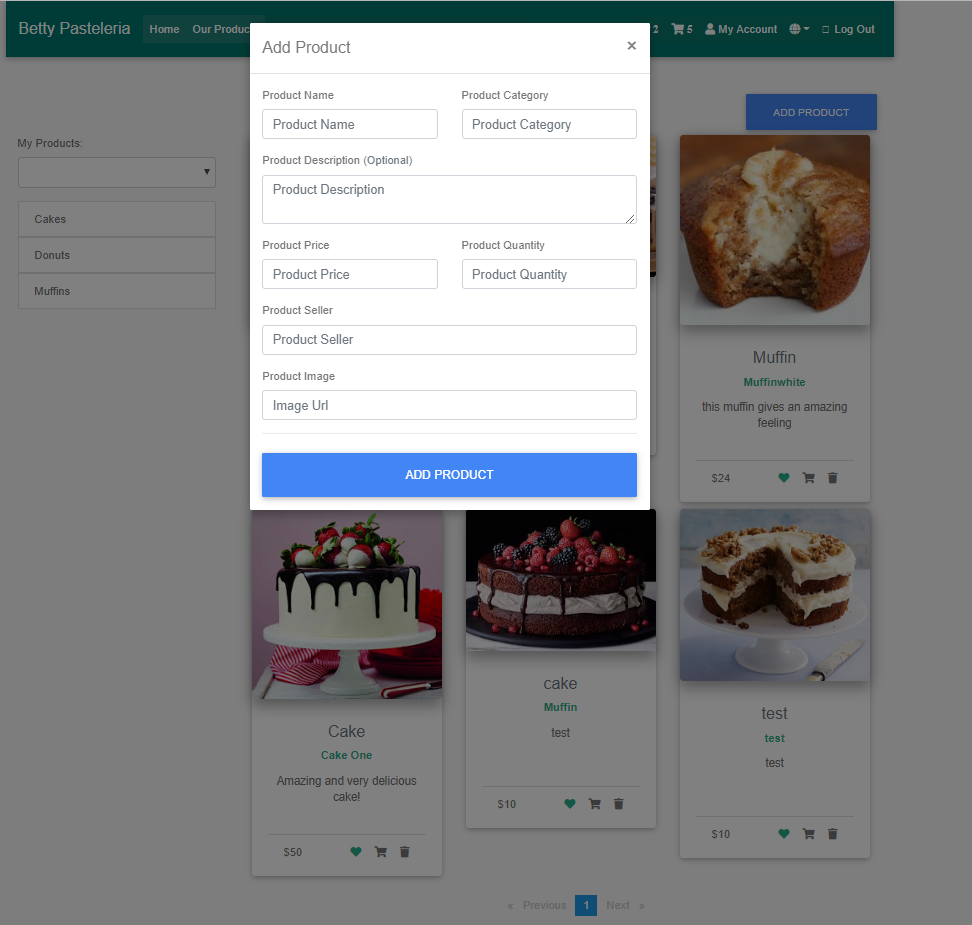 Betty Pasteleria
Home
Our Produc
2
5
My Account
Log Out
Add Product
×
Product Name
Product Category
Product Name
Product Category
Product Description (Optional)
Product Description
Product Price
Product Quantity
Product Price
Product Quantity
Product Seller
Product Seller
Product Image
Image Url
ADD PRODUCT
ADD PRODUCT
My Products:
Cakes
Donuts
Muffins
Muffin
Muffinwhite
this muffin gives an amazing
feeling
$24
Cake
Cake One
Amazing and very delicious
cake!
$50
cake
Muffin
test
$10
test
test
test
$10
« Previous 1 Next »